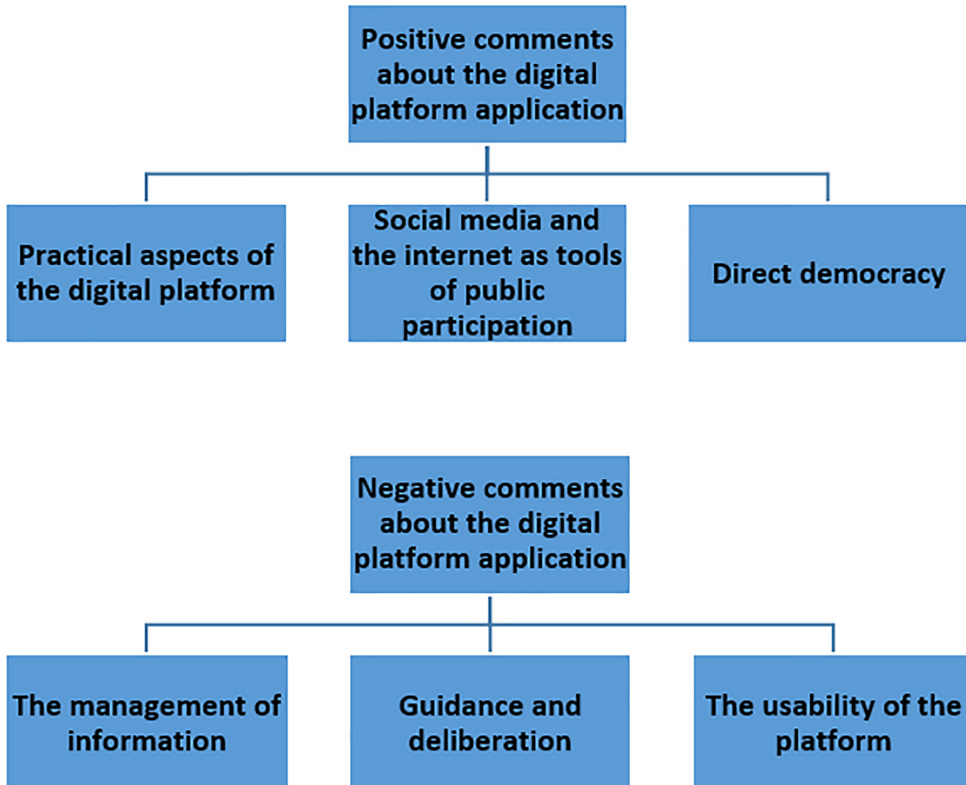 Positive comments
about the digital
platform application
Practical aspects of
the digital platform
Social media and
the internet as tools
of public
participation
Direct democracy
Negative comments
about the digital
platform application
The management of
information
Guidance and
deliberation
The usability of the
platform